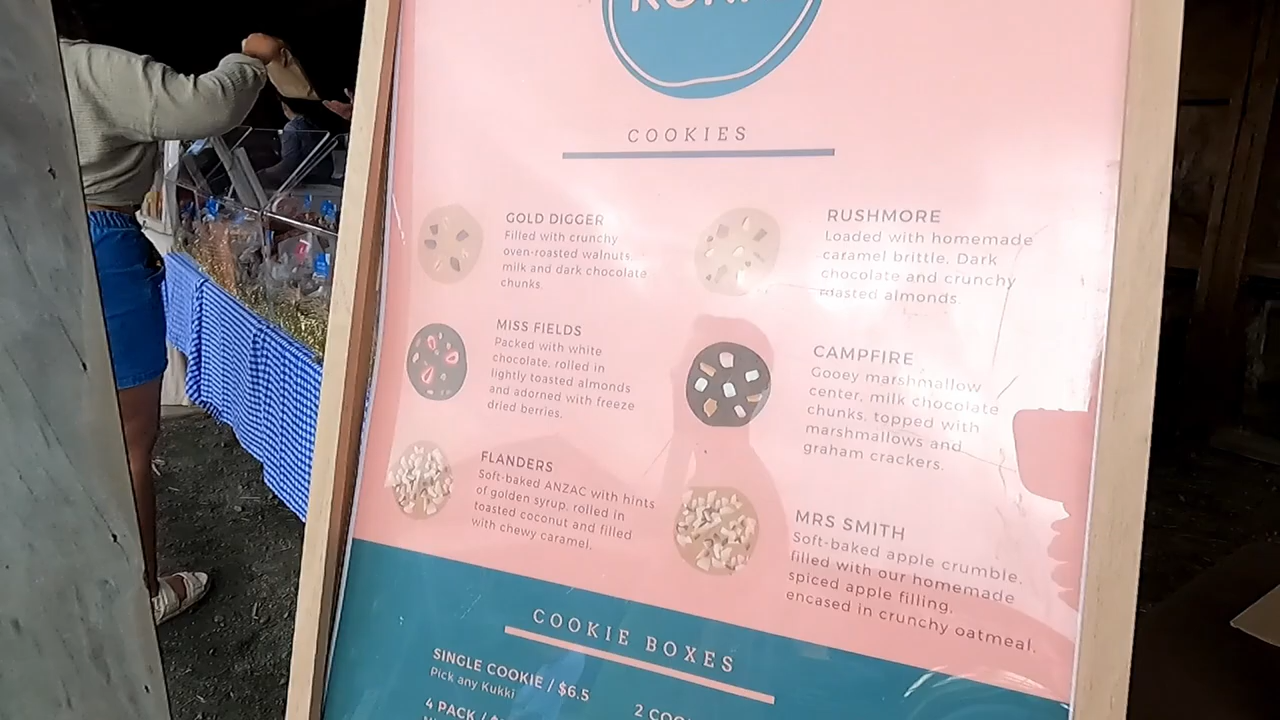 COOKIES
GOLD DIGGER
Filled with crunchy
oven-roasted walnuts,
milk and dark chocolate
chunks.
RUSHMORE
Loaded with homemade
caramel brittle, Dark
chocolate and crunchy
roasted almonds
MISS FIELDS
Packed with white
chocolate, rolled in
lightly toasted almonds
and adorned with freeze
dried berries.
CAMPFIRE
Gooey marshmallow
center, milk chocolate
chunks, topped with
marshmallows and
graham crackers.
FLANDERS
Soft-baked ANZAC with hints
of golden syrup, rolled in
toasted coconut and filled
with chewy caramel.
MRS SMITH
Soft-baked apple crumble,
filled with our homemade
spiced apple filling,
encased in crunchy oatmeal.
COOKIE BOXES
SINGLE COOKIE / $6.5
Pick any Kukki
4 PACK /
2